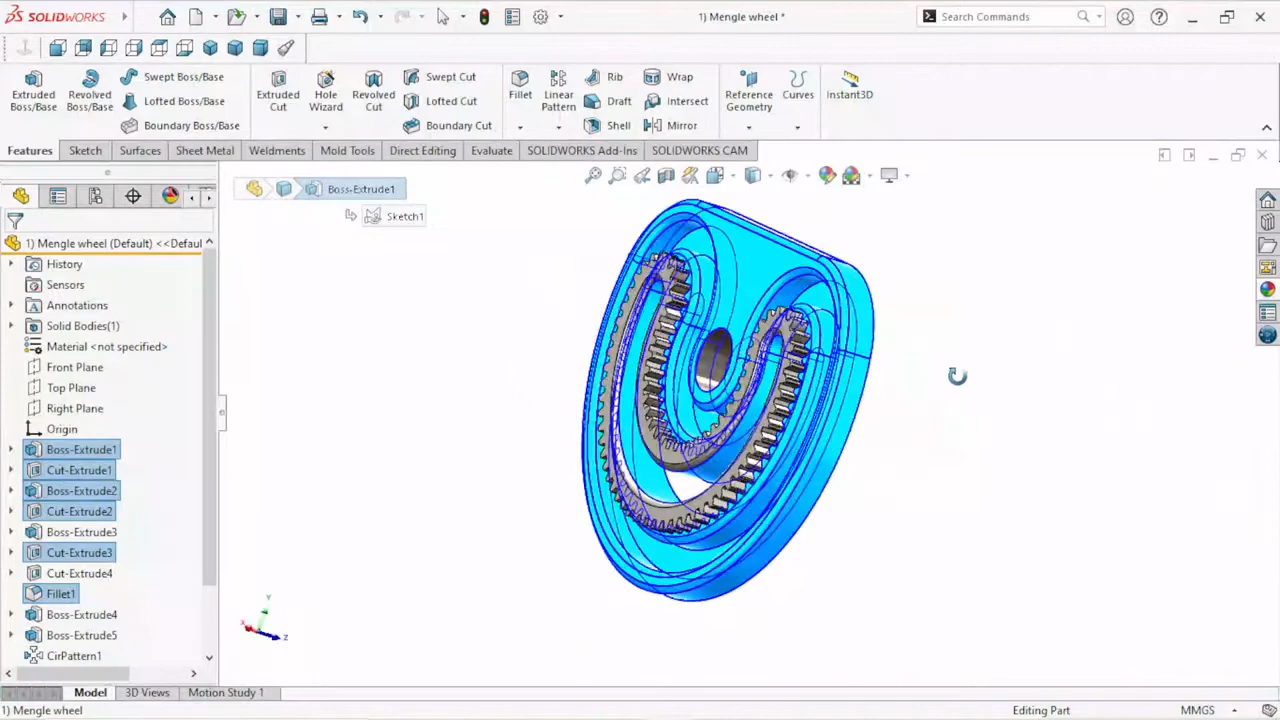 SOLIDWORKS
1) Mengle wheel *
Search Commands
Extruded Boss/Base
Revolved Boss/Base
Swept Boss/Base
Lofted Boss/Base
Boundary Boss/Base
Extruded Cut
Hole Wizard
Revolved Cut
Swept Cut
Lofted Cut
Boundary Cut
Fillet
Linear Pattern
Rib
Draft
Shell
Wrap
Intersect
Mirror
Reference Geometry
Curves
Instant3D
Features
Sketch
Surfaces
Sheet Metal
Weldments
Mold Tools
Direct Editing
Evaluate
SOLIDWORKS Add-Ins
SOLIDWORKS CAM
Boss-Extrude1
Sketch1
1) Mengle wheel (Default) <<Defaul
History
Sensors
Annotations
Solid Bodies(1)
Material <not specified>
Front Plane
Top Plane
Right Plane
Origin
Boss-Extrude1
Cut-Extrude1
Boss-Extrude2
Cut-Extrude2
Boss-Extrude3
Cut-Extrude3
Cut-Extrude4
Fillet1
Boss-Extrude4
Boss-Extrude5
CirPattern1
Y
X
Z
Model
3D Views
Motion Study 1
1) Mengle wheel
Editing Part
MMGS